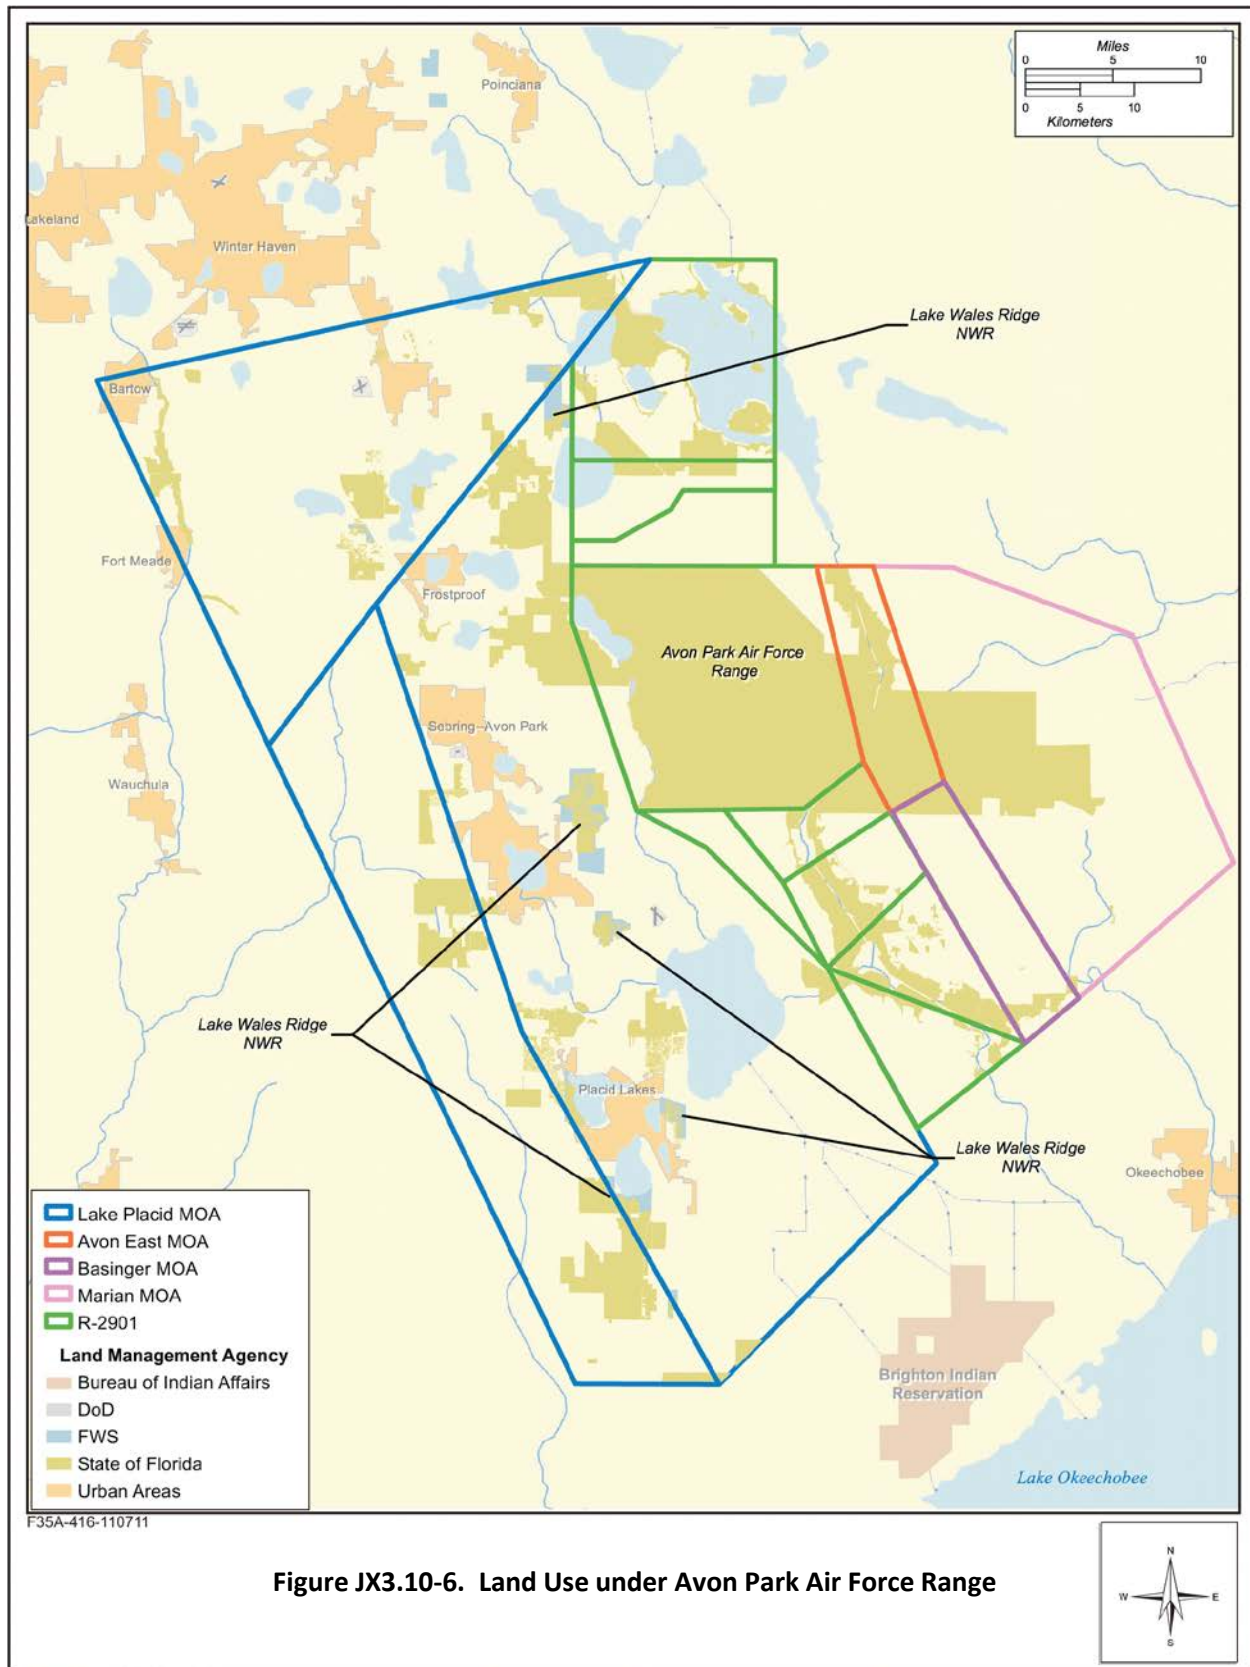 Miles
0 5 10
0 5 10
Kilometers
Poinciana
Lakeland
Winter Haven
Lake Wales Ridge
NWR
Bartow
Fort Meade
Frostproof
Avon Park Air Force
Range
Sebring--Avon Park
Wauchula
Lake Wales Ridge
NWR
Placid Lakes
Lake Wales Ridge
NWR
Okeechobee
Brighton Indian
Reservation
Lake Okeechobee
Lake Placid MOA
Avon East MOA
Basinger MOA
Marian MOA
R-2901
Land Management Agency
Bureau of Indian Affairs
DoD
FWS
State of Florida
Urban Areas
F35A-416-110711
Figure JX3.10-6. Land Use under Avon Park Air Force Range
N
W E
S